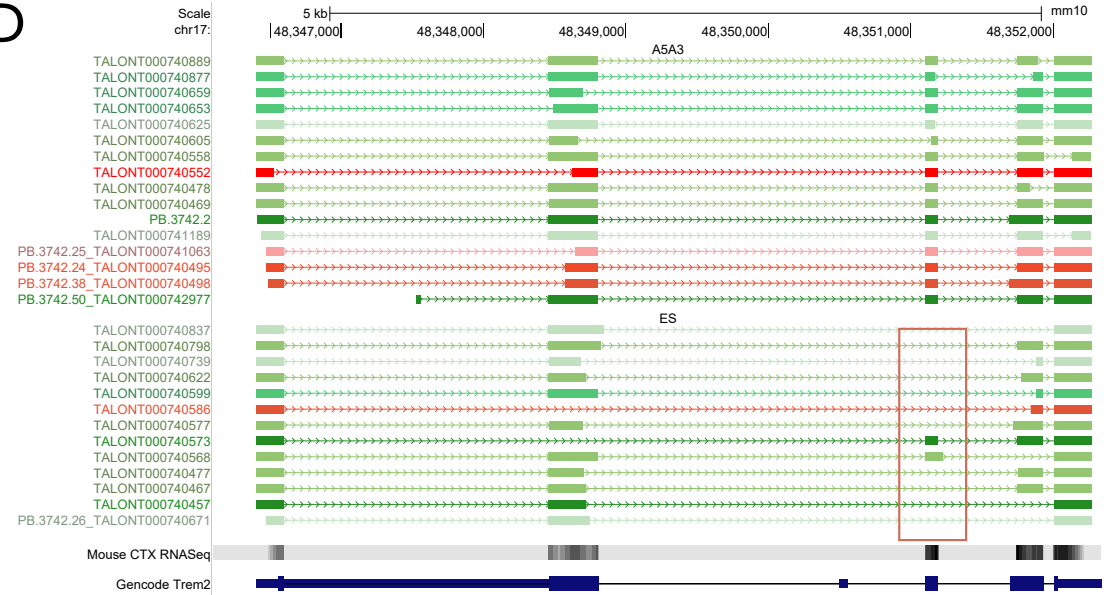 D
Scale 5 kb mm10
chr17: 48,347,000 48,348,000 48,349,000 48,350,000 48,351,000 48,352,000
A5A3
TALONT000740889
TALONT000740877
TALONT000740659
TALONT000740653
TALONT000740625
TALONT000740605
TALONT000740558
TALONT000740552
TALONT000740478
TALONT000740469
PB.3742.2
TALONT000741189
PB.3742.25_TALONT000741063
PB.3742.24_TALONT000740495
PB.3742.38_TALONT000740498
PB.3742.50_TALONT000742977
ES
TALONT000740837
TALONT000740798
TALONT000740739
TALONT000740622
TALONT000740599
TALONT000740586
TALONT000740577
TALONT000740573
TALONT000740568
TALONT000740477
TALONT000740467
TALONT000740457
PB.3742.26_TALONT000740671
Mouse CTX RNASeq
Gencode Trem2